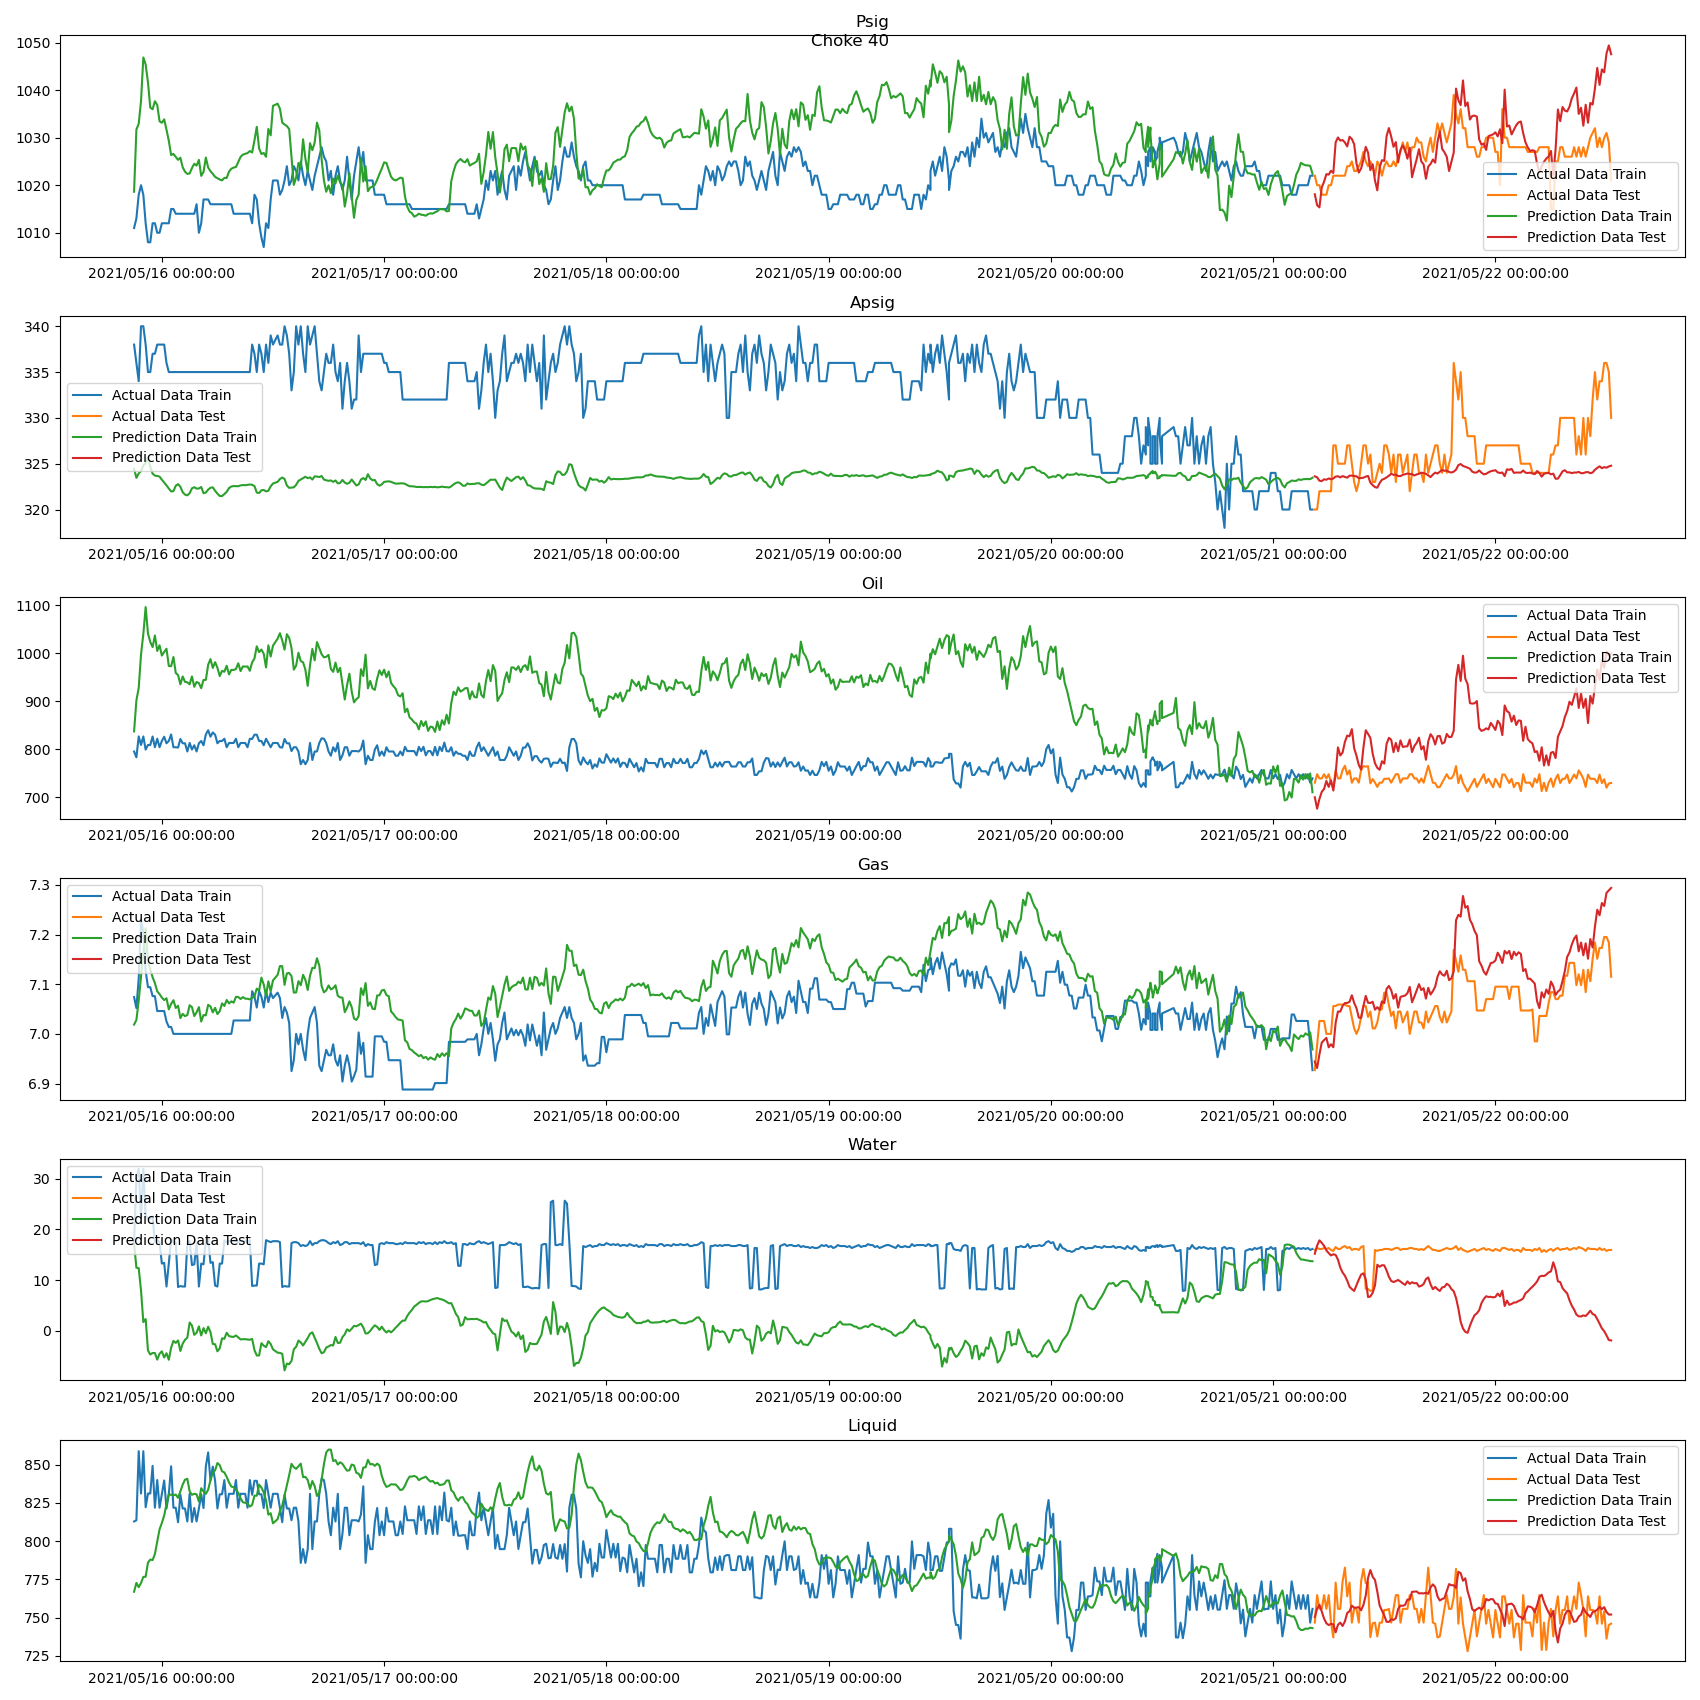 Psig
Choke 40
1050
1040
1030
1020
1010
Actual Data Train
Actual Data Test
Prediction Data Train
Prediction Data Test
2021/05/16 00:00:00 2021/05/17 00:00:00 2021/05/18 00:00:00 2021/05/19 00:00:00 2021/05/20 00:00:00 2021/05/21 00:00:00 2021/05/22 00:00:00
Apsig
340
335
330
325
320
Actual Data Train
Actual Data Test
Prediction Data Train
Prediction Data Test
2021/05/16 00:00:00 2021/05/17 00:00:00 2021/05/18 00:00:00 2021/05/19 00:00:00 2021/05/20 00:00:00 2021/05/21 00:00:00 2021/05/22 00:00:00
Oil
1100
1000
900
800
700
Actual Data Train
Actual Data Test
Prediction Data Train
Prediction Data Test
2021/05/16 00:00:00 2021/05/17 00:00:00 2021/05/18 00:00:00 2021/05/19 00:00:00 2021/05/20 00:00:00 2021/05/21 00:00:00 2021/05/22 00:00:00
Gas
7.3
7.2
7.1
7.0
6.9
Actual Data Train
Actual Data Test
Prediction Data Train
Prediction Data Test
2021/05/16 00:00:00 2021/05/17 00:00:00 2021/05/18 00:00:00 2021/05/19 00:00:00 2021/05/20 00:00:00 2021/05/21 00:00:00 2021/05/22 00:00:00
Water
30
20
10
0
Actual Data Train
Actual Data Test
Prediction Data Train
Prediction Data Test
2021/05/16 00:00:00 2021/05/17 00:00:00 2021/05/18 00:00:00 2021/05/19 00:00:00 2021/05/20 00:00:00 2021/05/21 00:00:00 2021/05/22 00:00:00
Liquid
850
825
800
775
750
725
Actual Data Train
Actual Data Test
Prediction Data Train
Prediction Data Test
2021/05/16 00:00:00 2021/05/17 00:00:00 2021/05/18 00:00:00 2021/05/19 00:00:00 2021/05/20 00:00:00 2021/05/21 00:00:00 2021/05/22 00:00:00